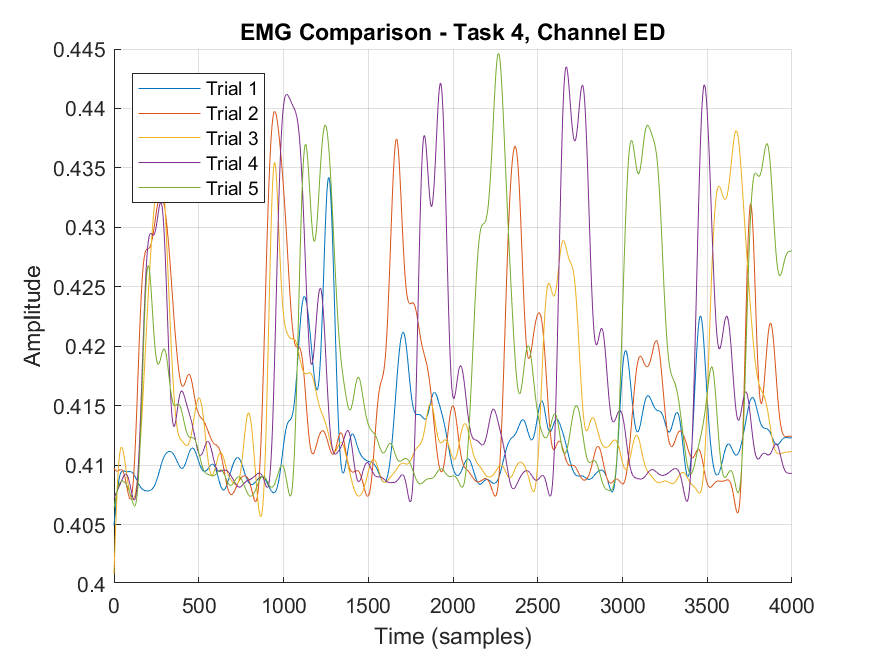 EMG Comparison - Task 4, Channel ED
0.445
0.44
0.435
0.43
0.425
0.42
0.415
0.41
0.405
0.4
Amplitude
Trial 1
Trial 2
Trial 3
Trial 4
Trial 5
0 500 1000 1500 2000 2500 3000 3500 4000
Time (samples)